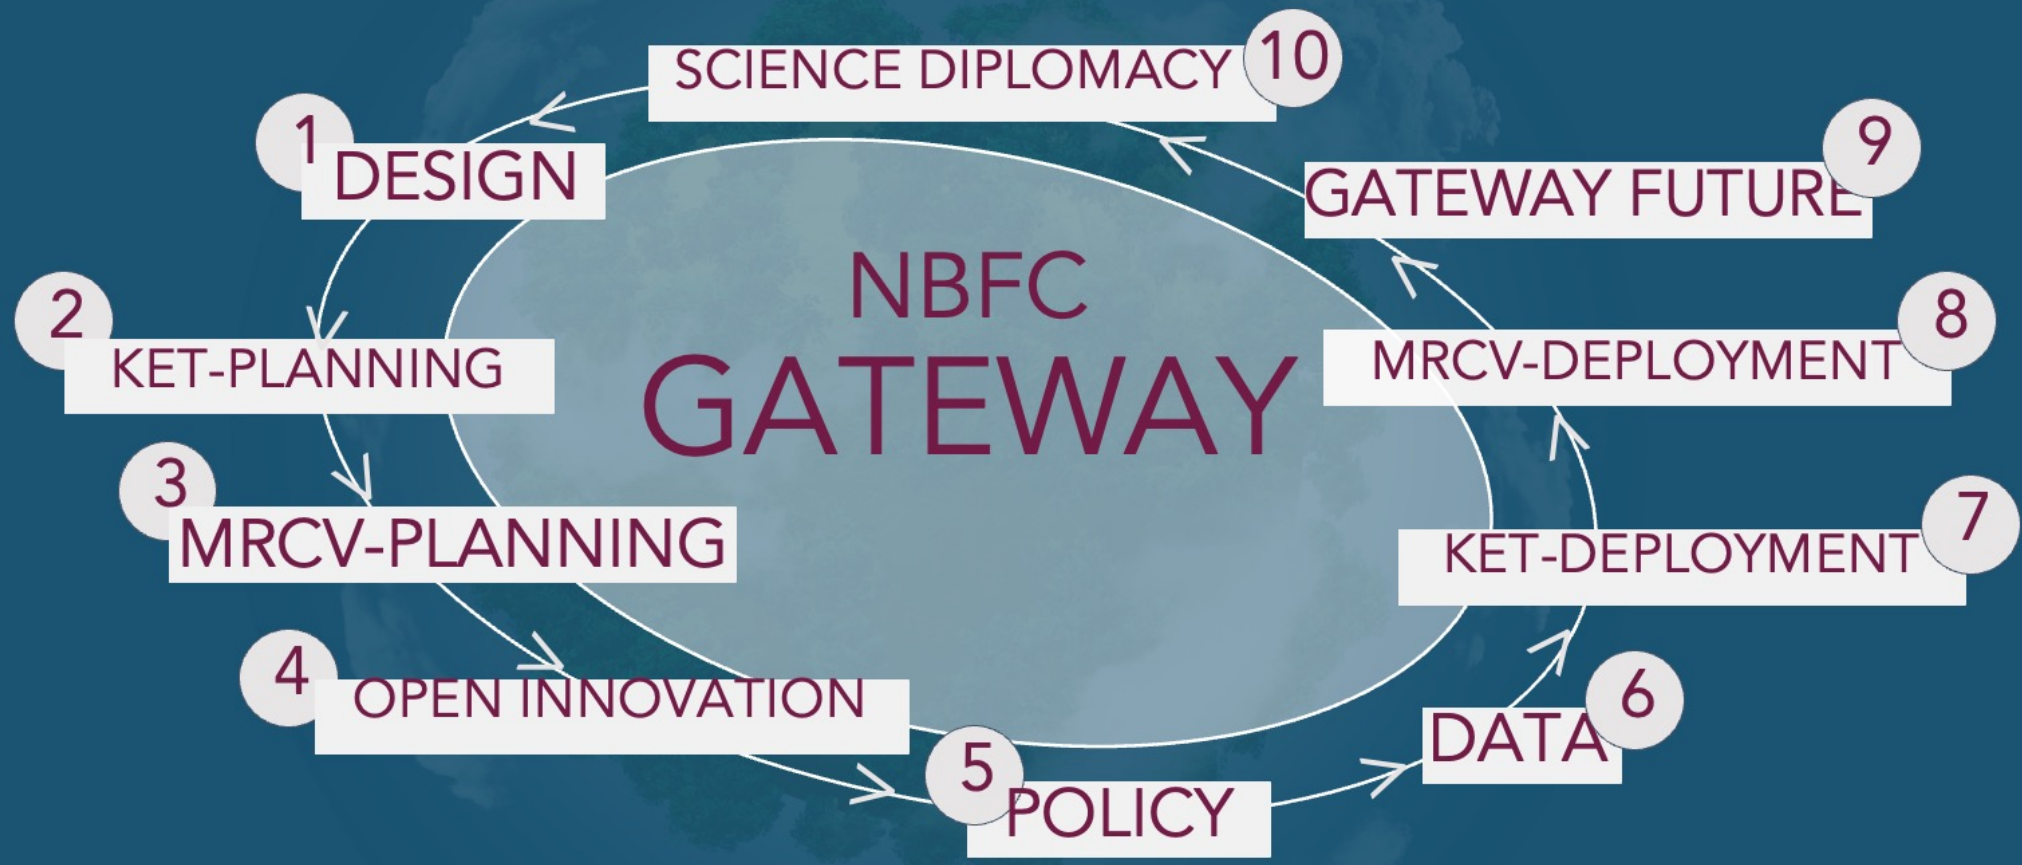 NBFC
GATEWAY
1
DESIGN
2
KET-PLANNING
3
MRCV-PLANNING
4
OPEN INNOVATION
5
POLICY
6
DATA
7
KET-DEPLOYMENT
8
MRCV-DEPLOYMENT
9
GATEWAY FUTURE
10
SCIENCE DIPLOMACY